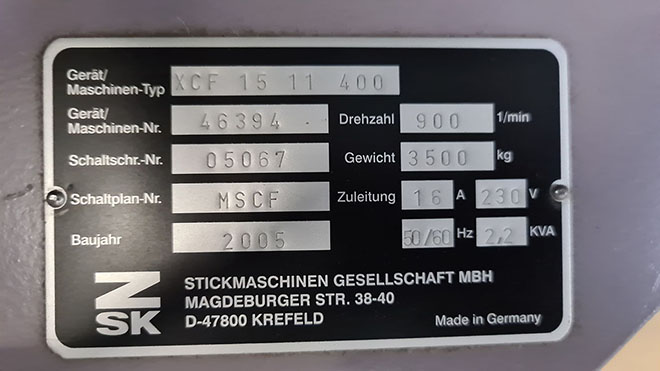 Gerät/
Maschinen-Typ XCF 15 11 400
Gerät/
Maschinen-Nr. 46394 Drehzahl 900 1/min
Schaltschr.-Nr. 05067 Gewicht 3500 kg
Schaltplan-Nr. MSCF Zuleitung 16 A 230 V
Baujahr 2005 50/60 Hz 2,2 KVA
ZSK
STICKMASCHINEN GESELLSCHAFT MBH
MAGDEBURGER STR. 38-40
D-47800 KREFELD Made in Germany